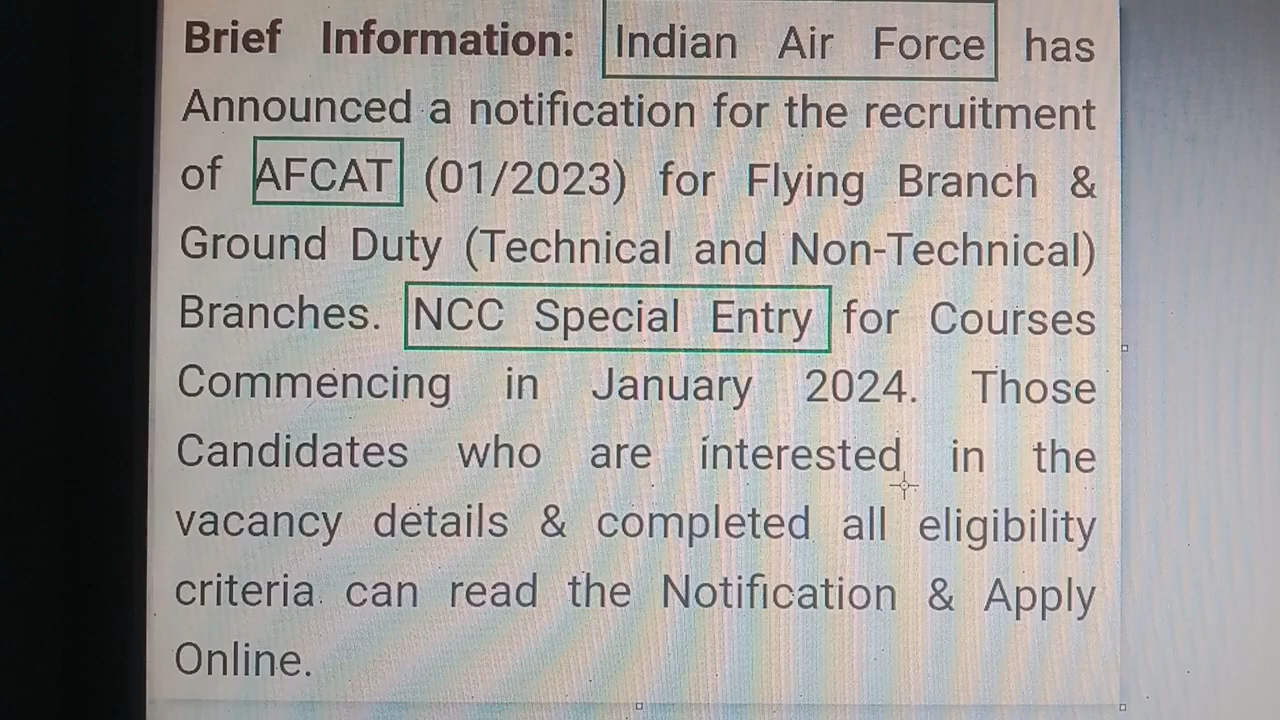 Brief Information: Indian Air Force has
Announced a notification for the recruitment
of AFCAT (01/2023) for Flying Branch &
Ground Duty (Technical and Non-Technical)
Branches. NCC Special Entry for Courses
Commencing in January 2024. Those
Candidates who are interested in the
vacancy details & completed all eligibility
criteria can read the Notification & Apply
Online.